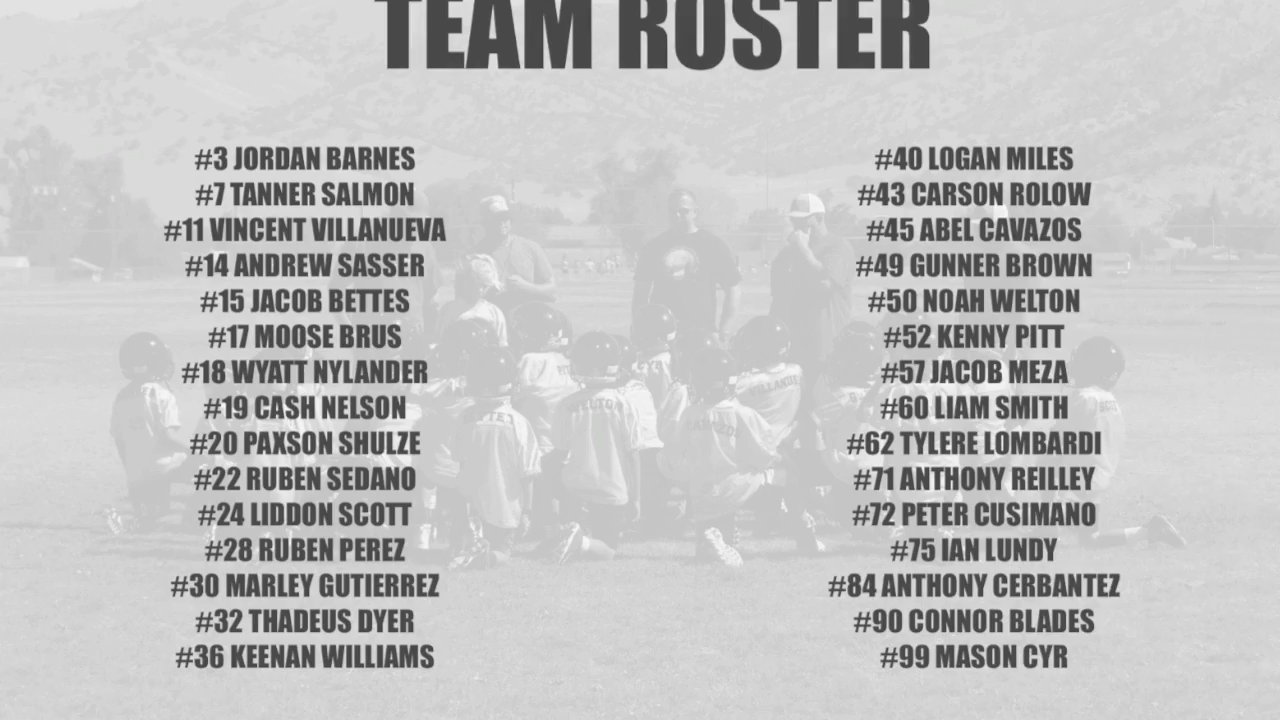 TEAM ROSTER
#3 JORDAN BARNES
#7 TANNER SALMON
#11 VINCENT VILLANUEVA
#14 ANDREW SASSER
#15 JACOB BETTES
#17 MOOSE BRUS
#18 WYATT NYLANDER
#19 CASH NELSON
#20 PAXSON SHULZE
#22 RUBEN SEDANO
#24 LIDDON SCOTT
#28 RUBEN PEREZ
#30 MARLEY GUTIERREZ
#32 THADEUS DYER
#36 KEENAN WILLIAMS
#40 LOGAN MILES
#43 CARSON ROLOW
#45 ABEL CAVAZOS
#49 GUNNER BROWN
#50 NOAH WELTON
#52 KENNY PITT
#57 JACOB MEZA
#60 LIAM SMITH
#62 TYLERE LOMBARDI
#71 ANTHONY REILLEY
#72 PETER CUSIMANO
#75 IAN LUNDY
#84 ANTHONY CERBANTEZ
#90 CONNOR BLADES
#99 MASON CYR